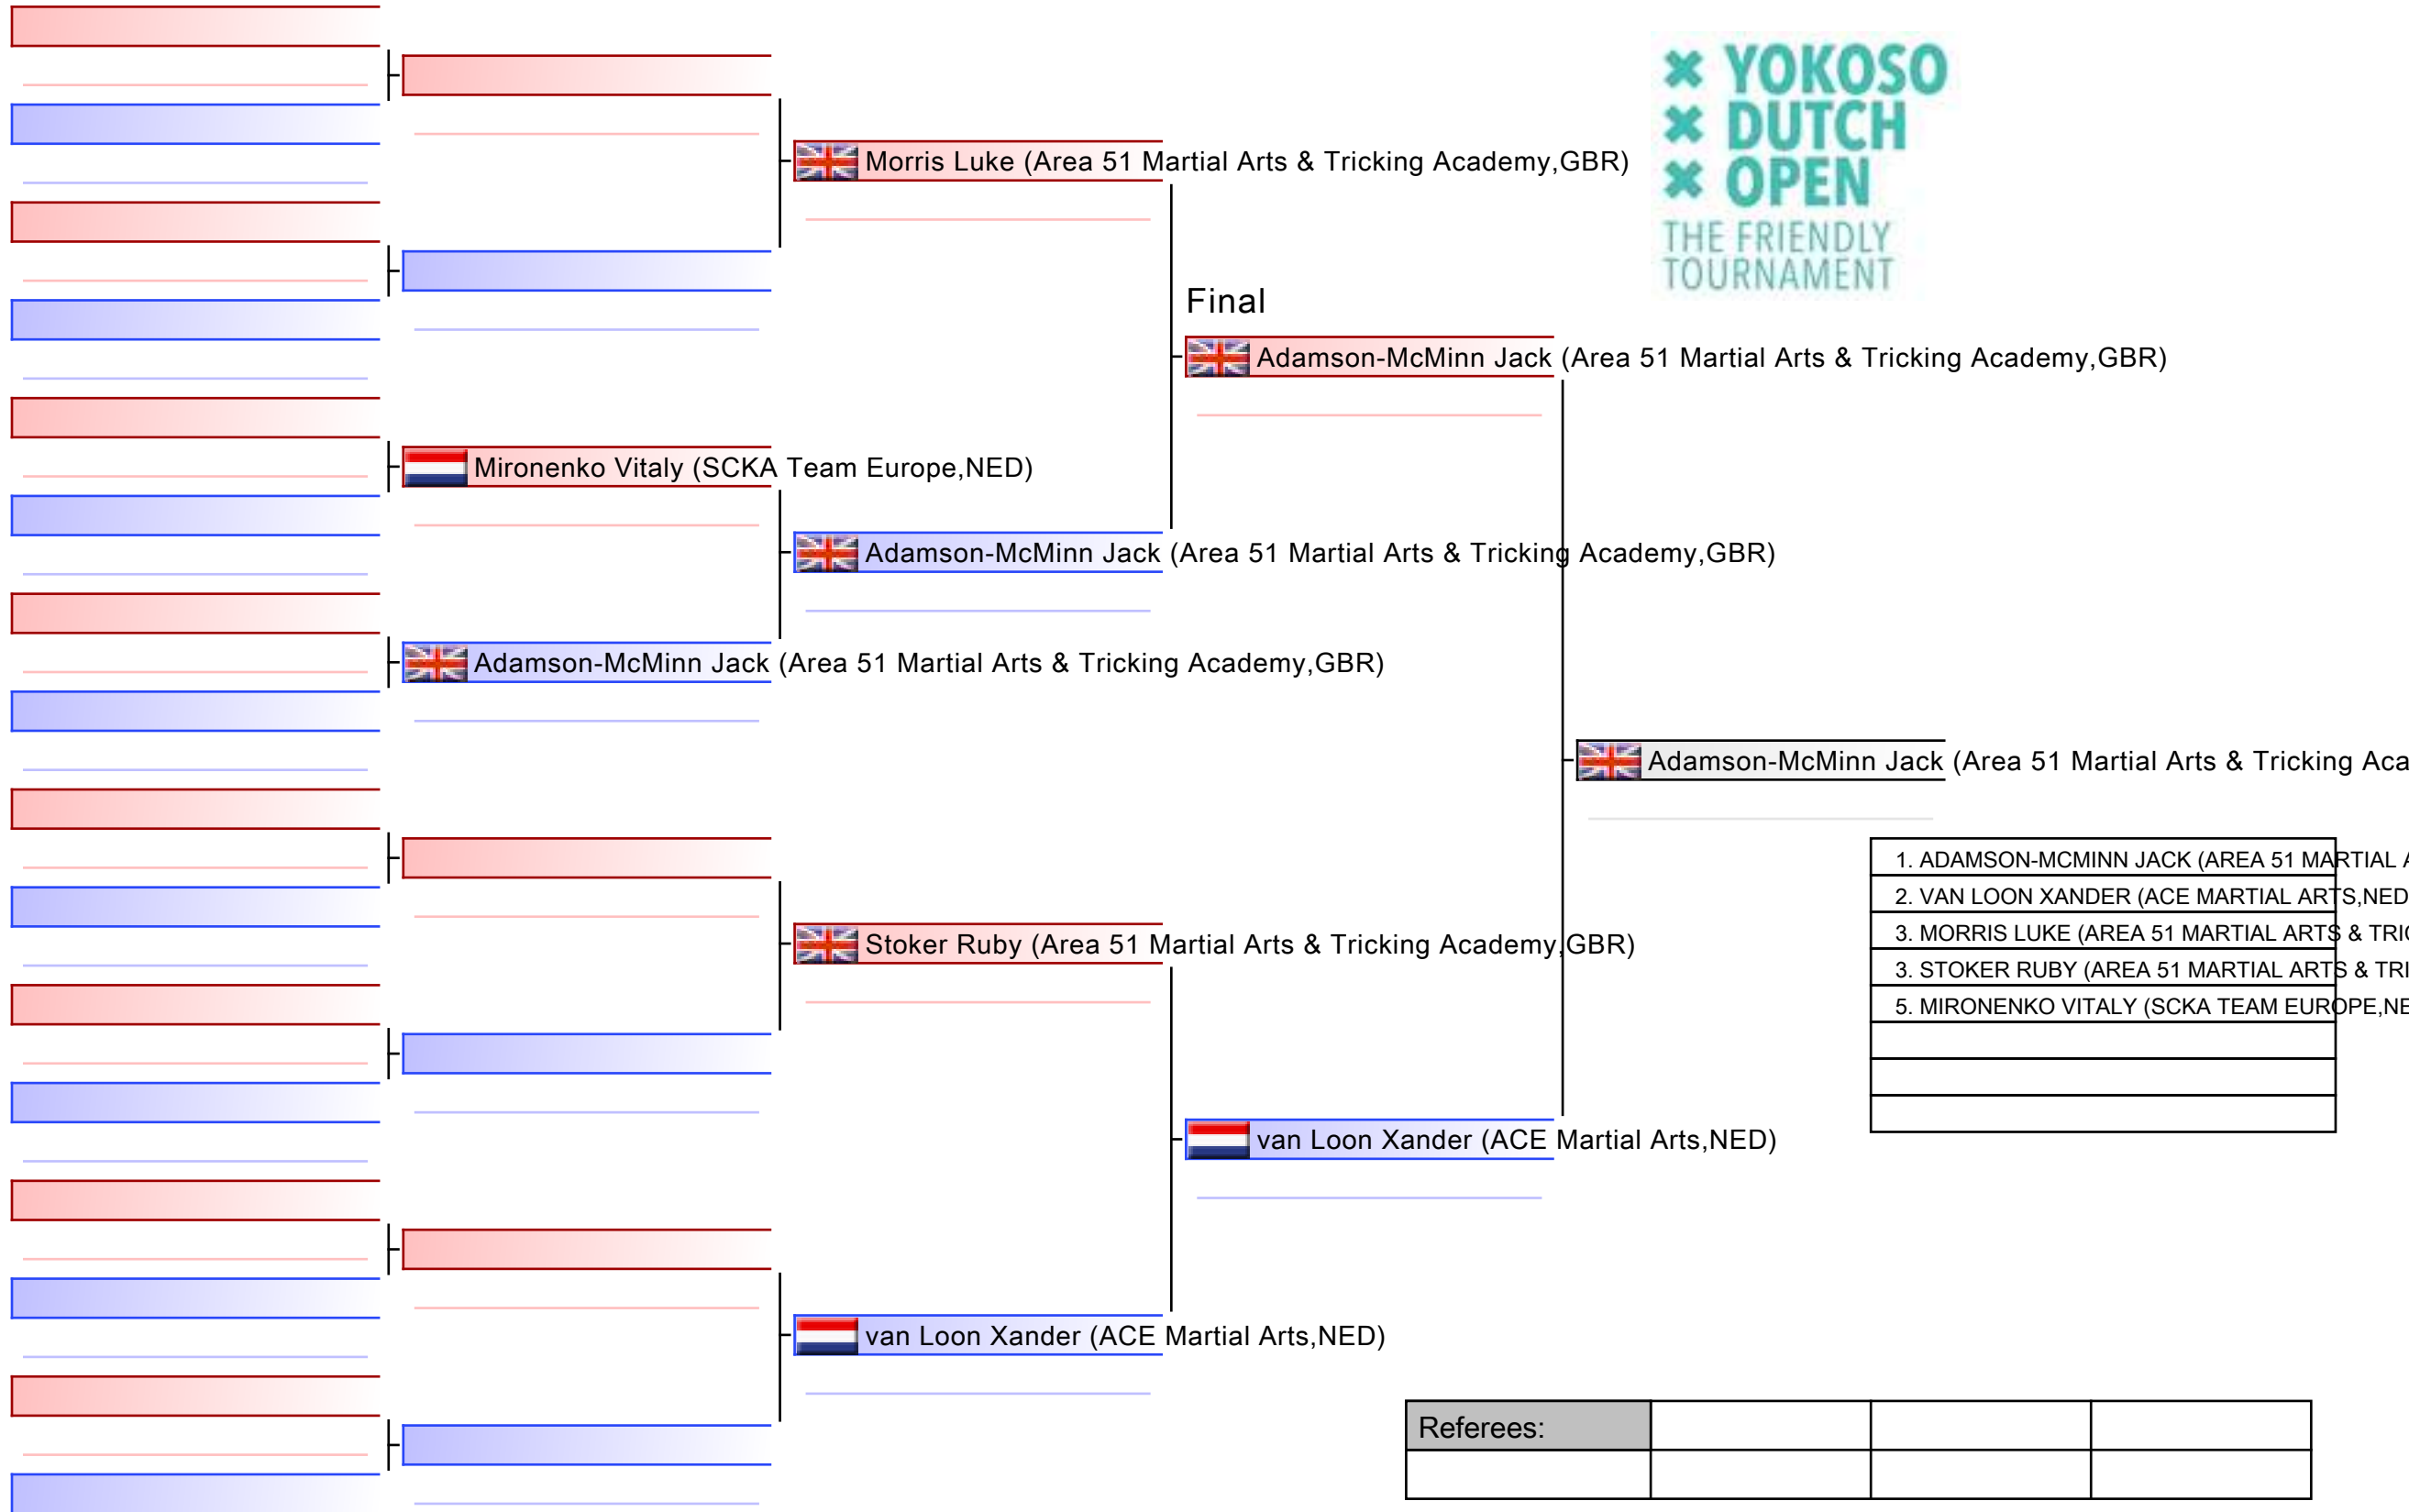 YOKOSO
DUTCH
OPEN
THE FRIENDLY
TOURNAMENT
Morris Luke (Area 51 Martial Arts & Tricking Academy,GBR)
Final
Adamson-McMinn Jack (Area 51 Martial Arts & Tricking Academy,GBR)
Mironenko Vitaly (SCKA Team Europe,NED)
Adamson-McMinn Jack (Area 51 Martial Arts & Tricking Academy,GBR)
Adamson-McMinn Jack (Area 51 Martial Arts & Tricking Academy,GBR)
Adamson-McMinn Jack (Area 51 Martial Arts & Tricking Aca
1. ADAMSON-MCMINN JACK (AREA 51 MARTIAL A
2. VAN LOON XANDER (ACE MARTIAL ARTS,NED
3. MORRIS LUKE (AREA 51 MARTIAL ARTS & TRIC
3. STOKER RUBY (AREA 51 MARTIAL ARTS & TRI
5. MIRONENKO VITALY (SCKA TEAM EUROPE,NE
Stoker Ruby (Area 51 Martial Arts & Tricking Academy,GBR)
van Loon Xander (ACE Martial Arts,NED)
van Loon Xander (ACE Martial Arts,NED)
Referees: